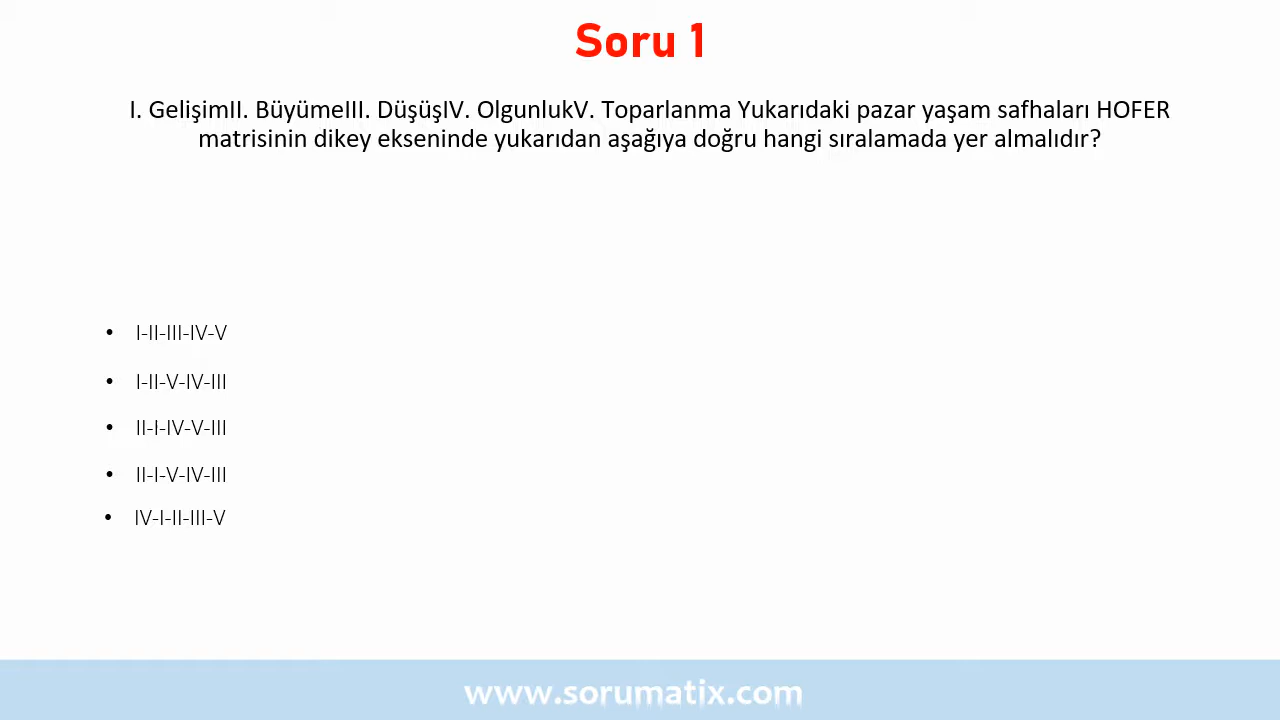 Soru 1
I. GelişimII. BüyümeIII. DüşüşIV. OlgunlukV. Toparlanma Yukarıdaki pazar yaşam safhaları HOFER
matrisinin dikey ekseninde yukarıdan aşağıya doğru hangi sıralamada yer almalıdır?
• I-II-III-IV-V
• I-II-V-IV-III
• II-I-IV-V-III
• II-I-V-IV-III
• IV-I-II-III-V
www.sorumatix.com